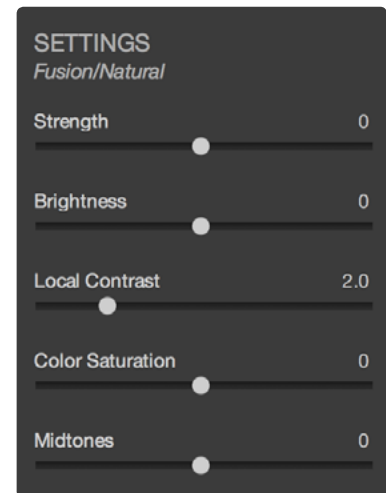 SETTINGS
Fusion/Natural
Strength 0
Brightness 0
Local Contrast 2.0
Color Saturation 0
Midtones 0